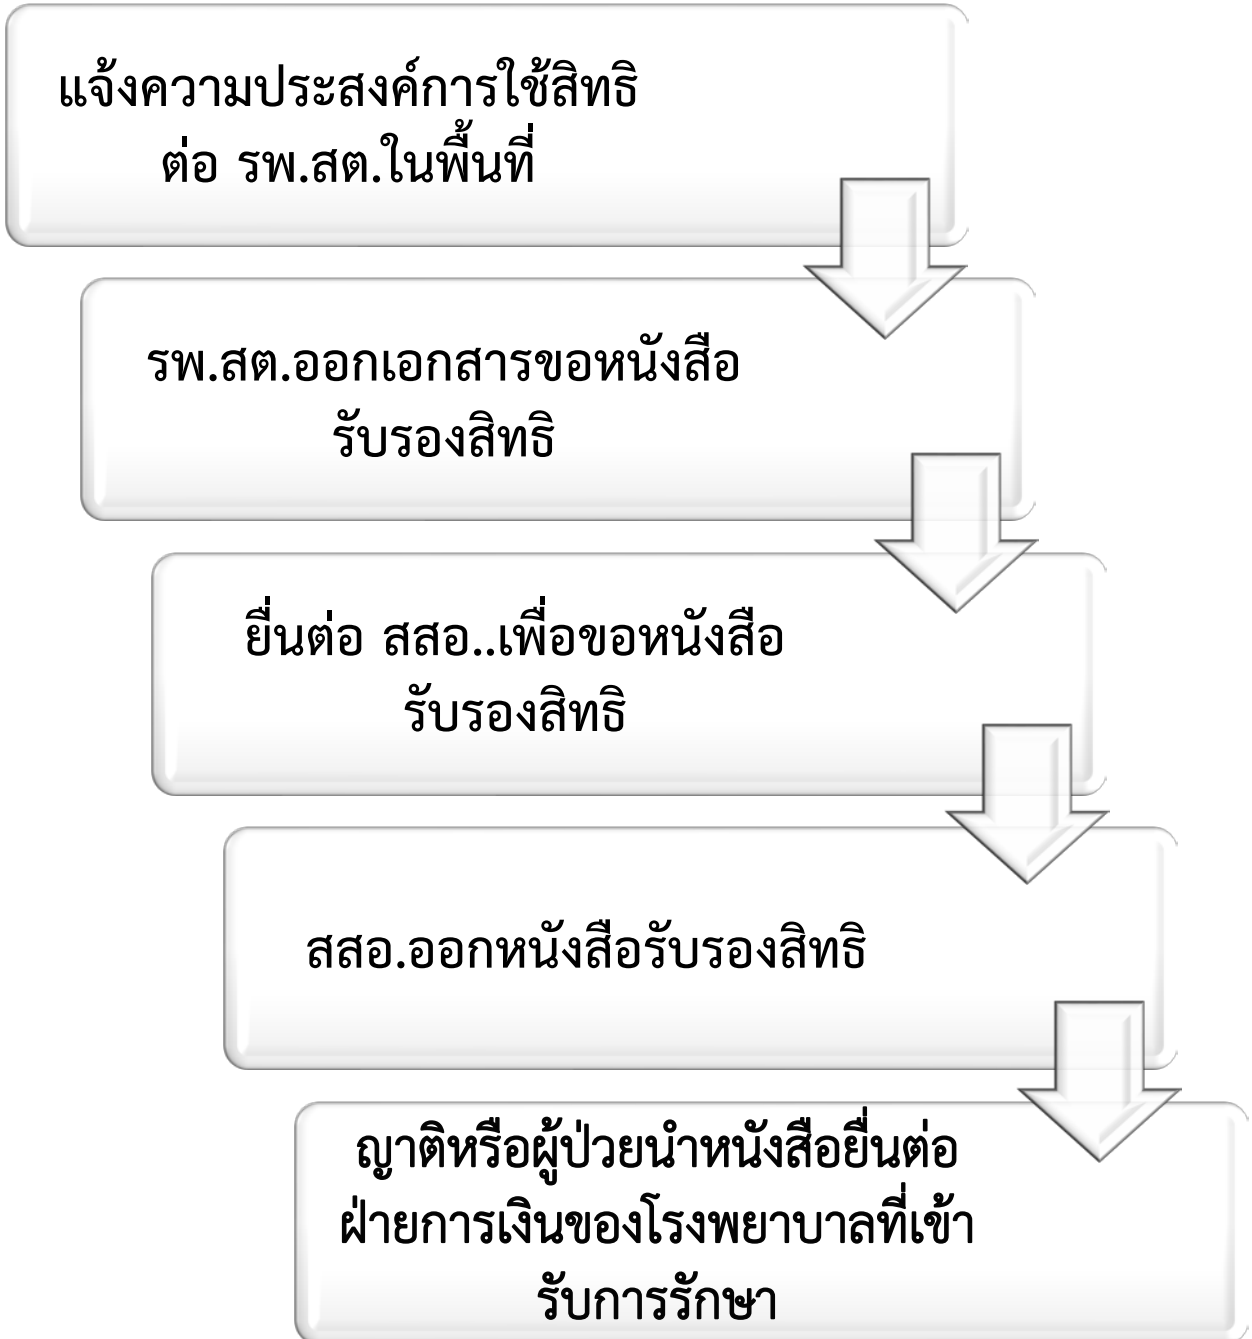 แจ้งความประสงค์การใช้สิทธิ
ต่อ รพ.สต.ในพื้นที่
รพ.สต.ออกเอกสารขอหนังสือ
รับรองสิทธิ
ยื่นต่อ สสอ..เพื่อขอหนังสือ
รับรองสิทธิ
สสอ.ออกหนังสือรับรองสิทธิ
ญาติหรือผู้ป่วยนำหนังสือยื่นต่อ
ฝ่ายการเงินของโรงพยาบาลที่เข้า
รับการรักษา